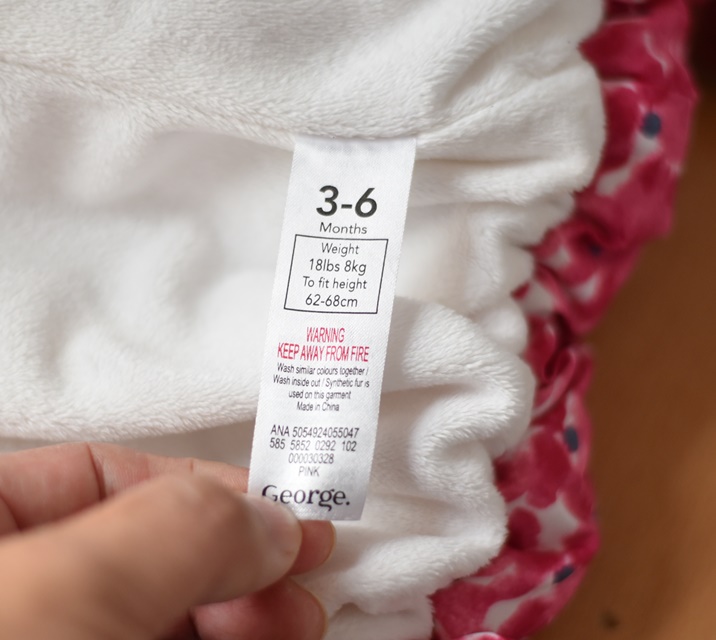 3-6
Months
Weight
18lbs 8kg
To fit height
62-68cm
WARNING
KEEP AWAY FROM FIRE
Wash similar colours together /
Wash inside out / Synthetic fur is
used on this garment
Made in China
ANA 5054924055047
585 5852 0292 102
000030328
PINK
George.